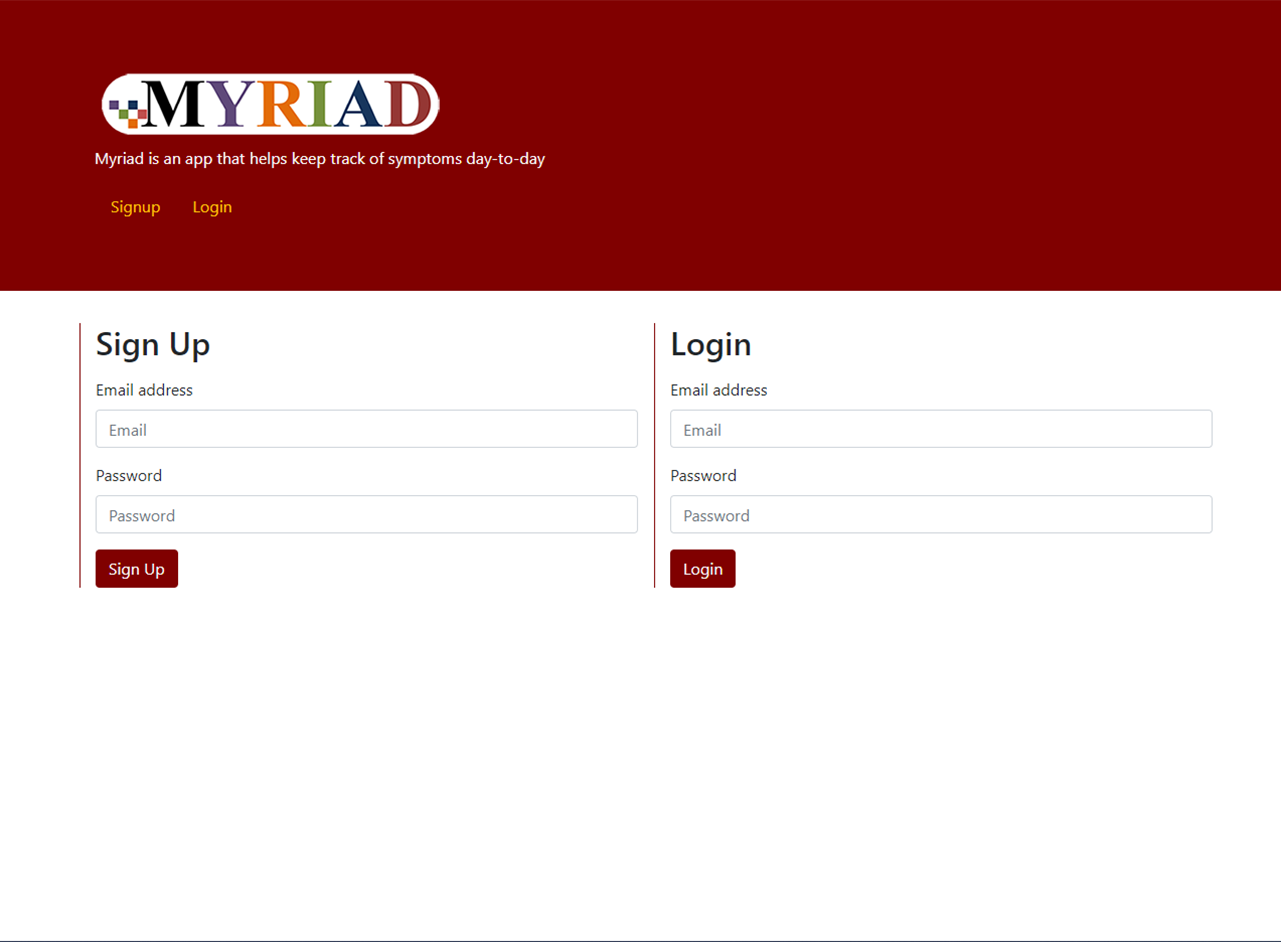 MYRIAD
Myriad is an app that helps keep track of symptoms day-to-day
Signup Login
Sign Up
Email address
Email
Password
Password
Sign Up
Login
Email address
Email
Password
Password
Login